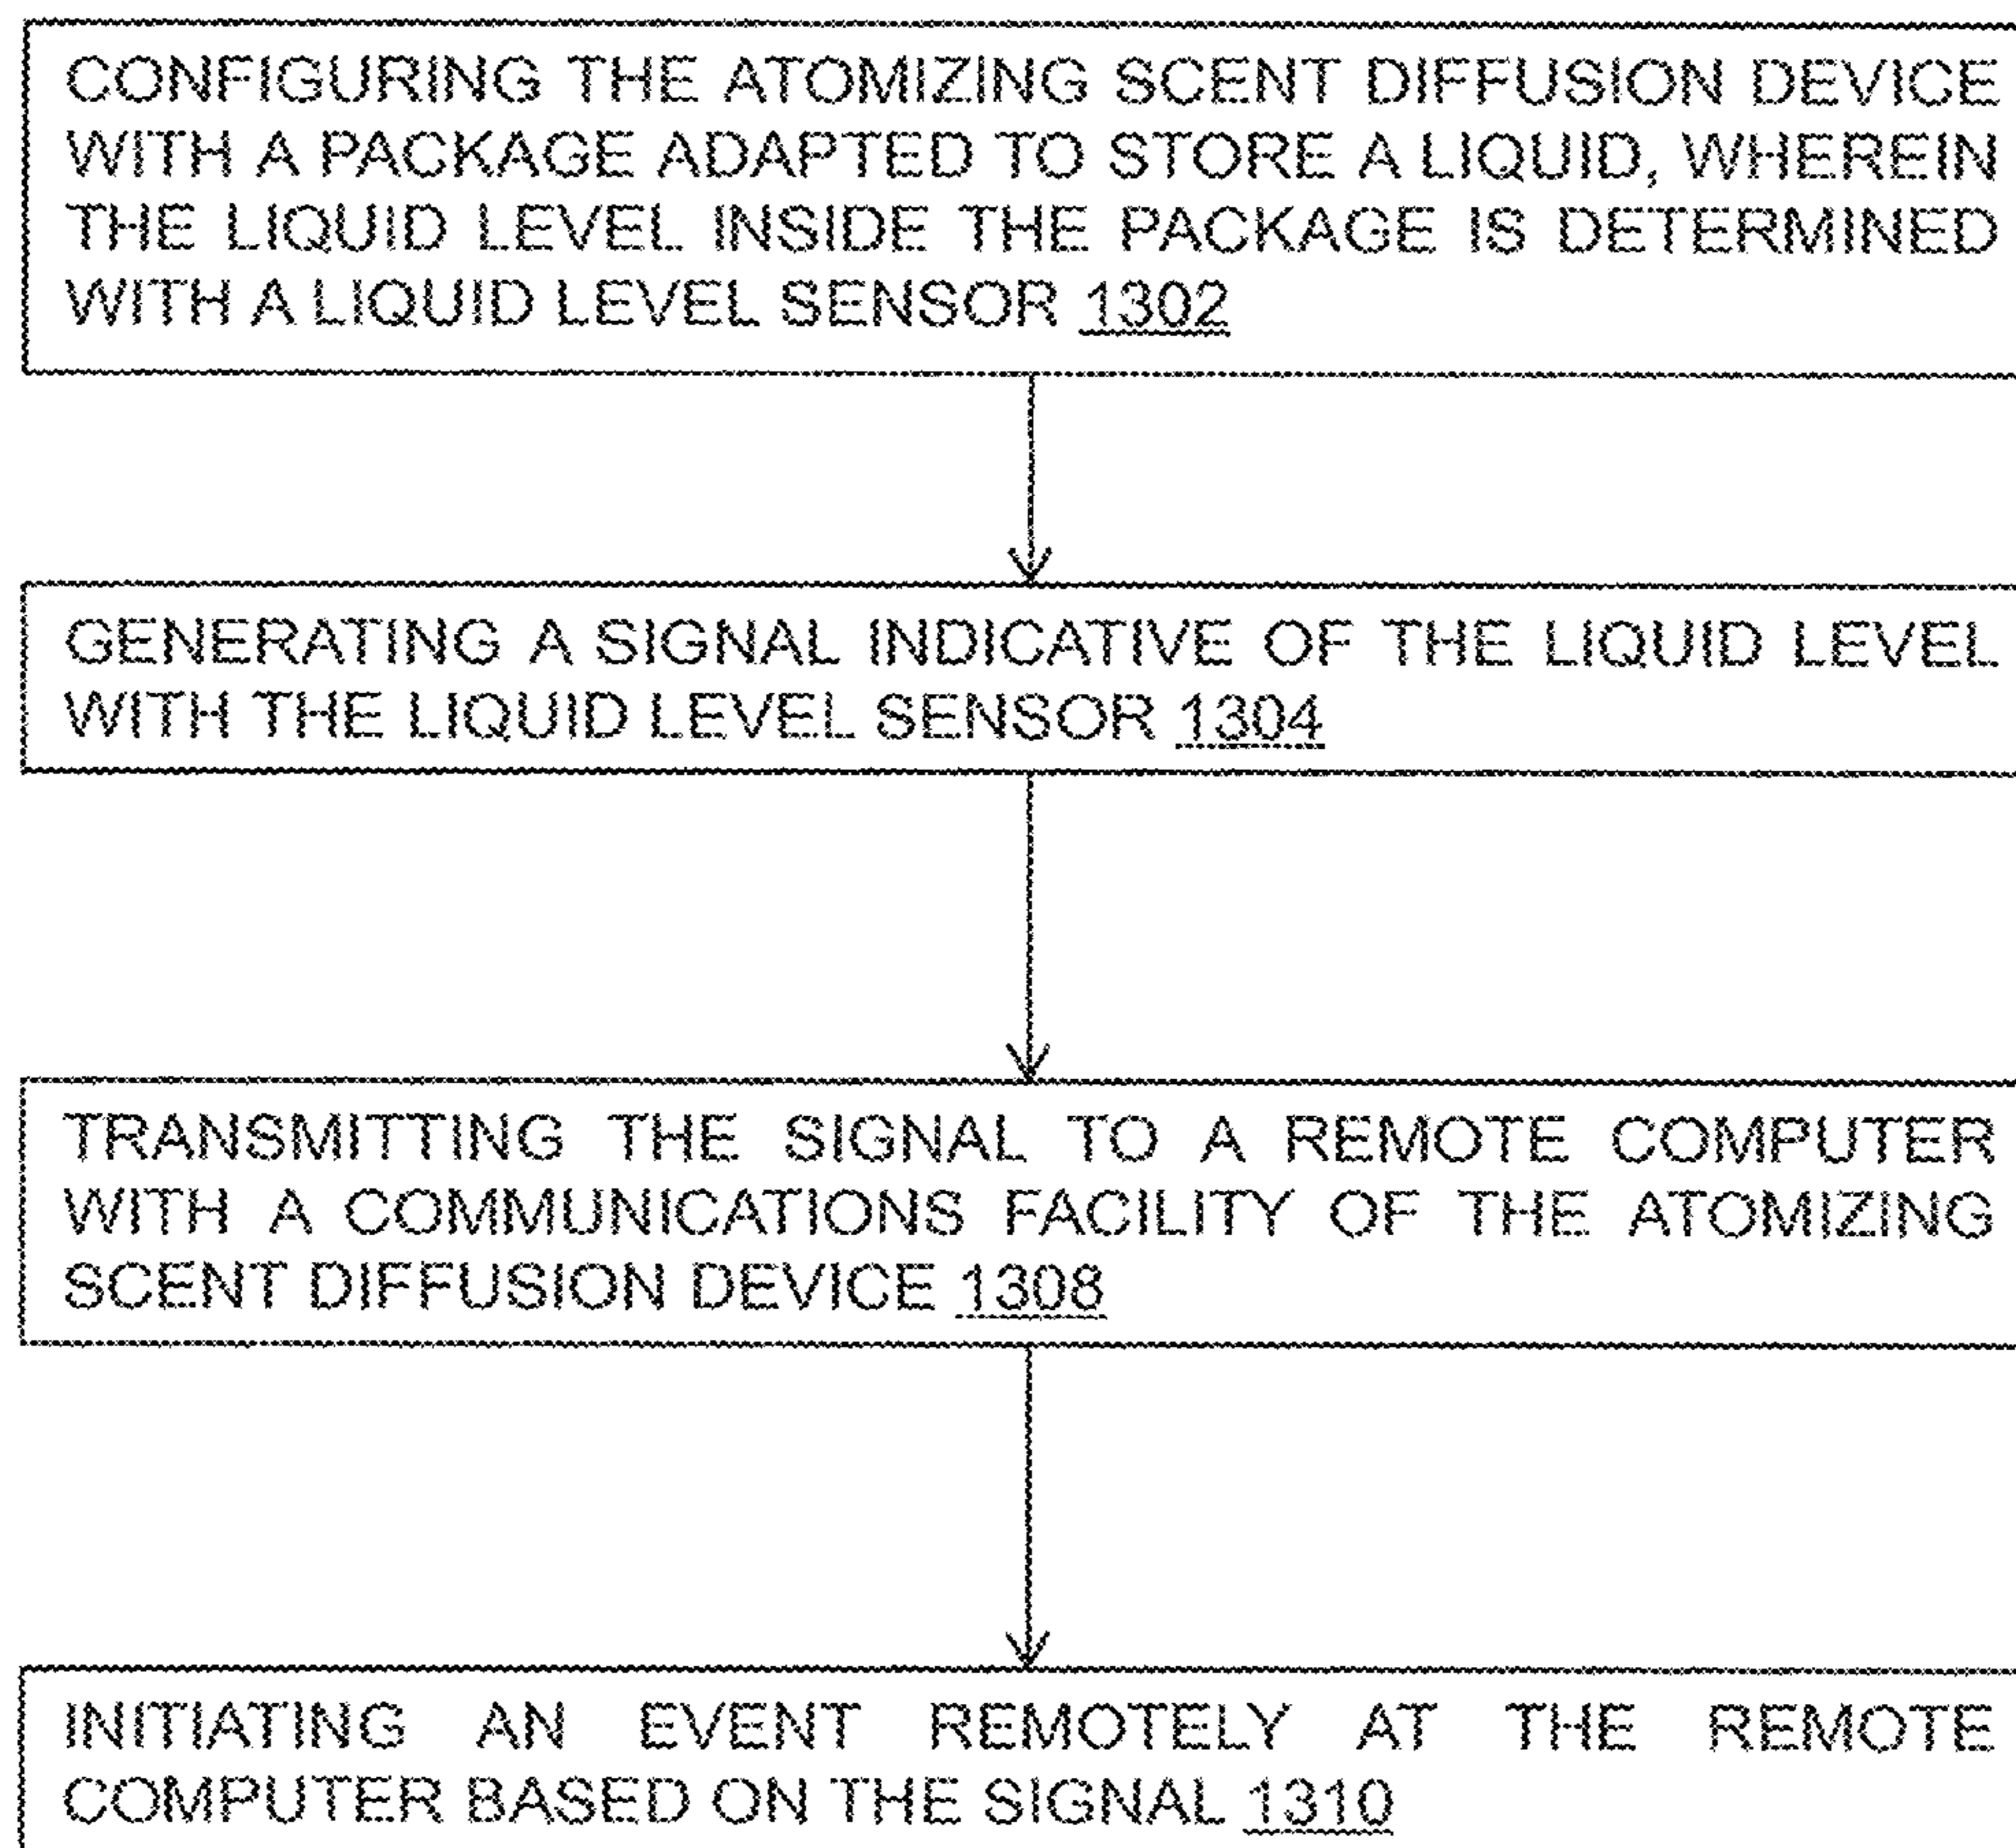 CONFIGURING THE ATOMIZING SCENT DIFFUSION DEVICE
WITH A PACKAGE ADAPTED TO STORE A LIQUID, WHEREIN
THE LIQUID LEVEL INSIDE THE PACKAGE IS DETERMINED
WITH A LIQUID LEVEL SENSOR 1302
GENERATING A SIGNAL INDICATIVE OF THE LIQUID LEVEL
WITH THE LIQUID LEVEL SENSOR 1304
TRANSMITTING THE SIGNAL TO A REMOTE COMPUTER
WITH A COMMUNICATIONS FACILITY OF THE ATOMIZING
SCENT DIFFUSION DEVICE 1308
INITIATING AN EVENT REMOTELY AT THE REMOTE
COMPUTER BASED ON THE SIGNAL 1310